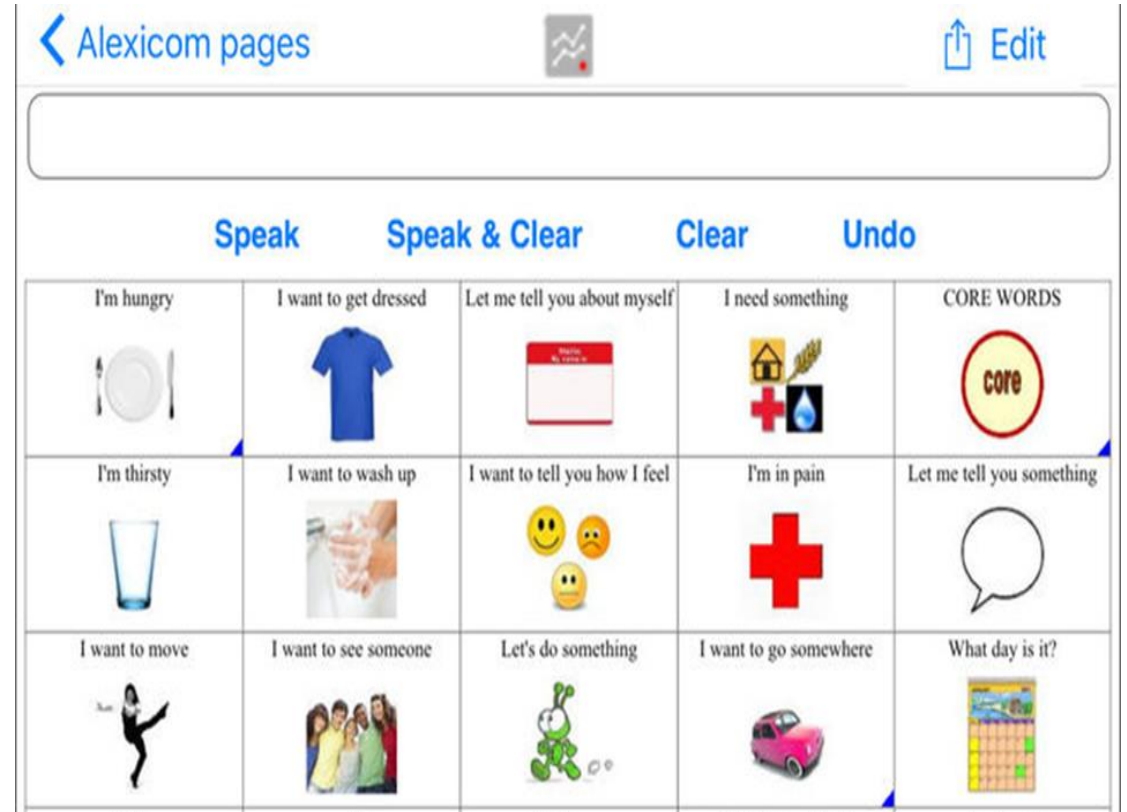 Alexicom pages Edit
Speak Speak & Clear Clear Undo
I'm hungry I want to get dressed Let me tell you about myself I need something CORE WORDS
core
I'm thirsty I want to wash up I want to tell you how I feel I'm in pain Let me tell you something
I want to move I want to see someone Let's do something I want to go somewhere What day is it?